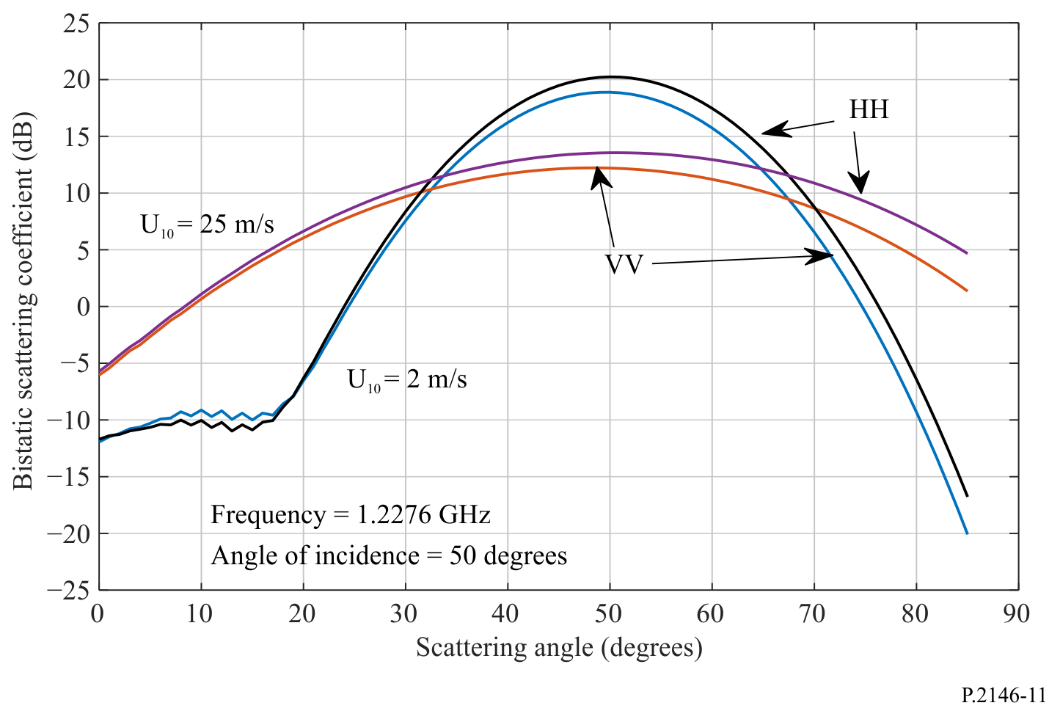 25
20
15
10
5
0
−5
−10
−15
−20
−25
Bistatic scattering coefficient (dB)
HH
U10 = 25 m/s
VV
U10 = 2 m/s
Frequency = 1.2276 GHz
Angle of incidence = 50 degrees
0 10 20 30 40 50 60 70 80 90
Scattering angle (degrees)
P.2146-11